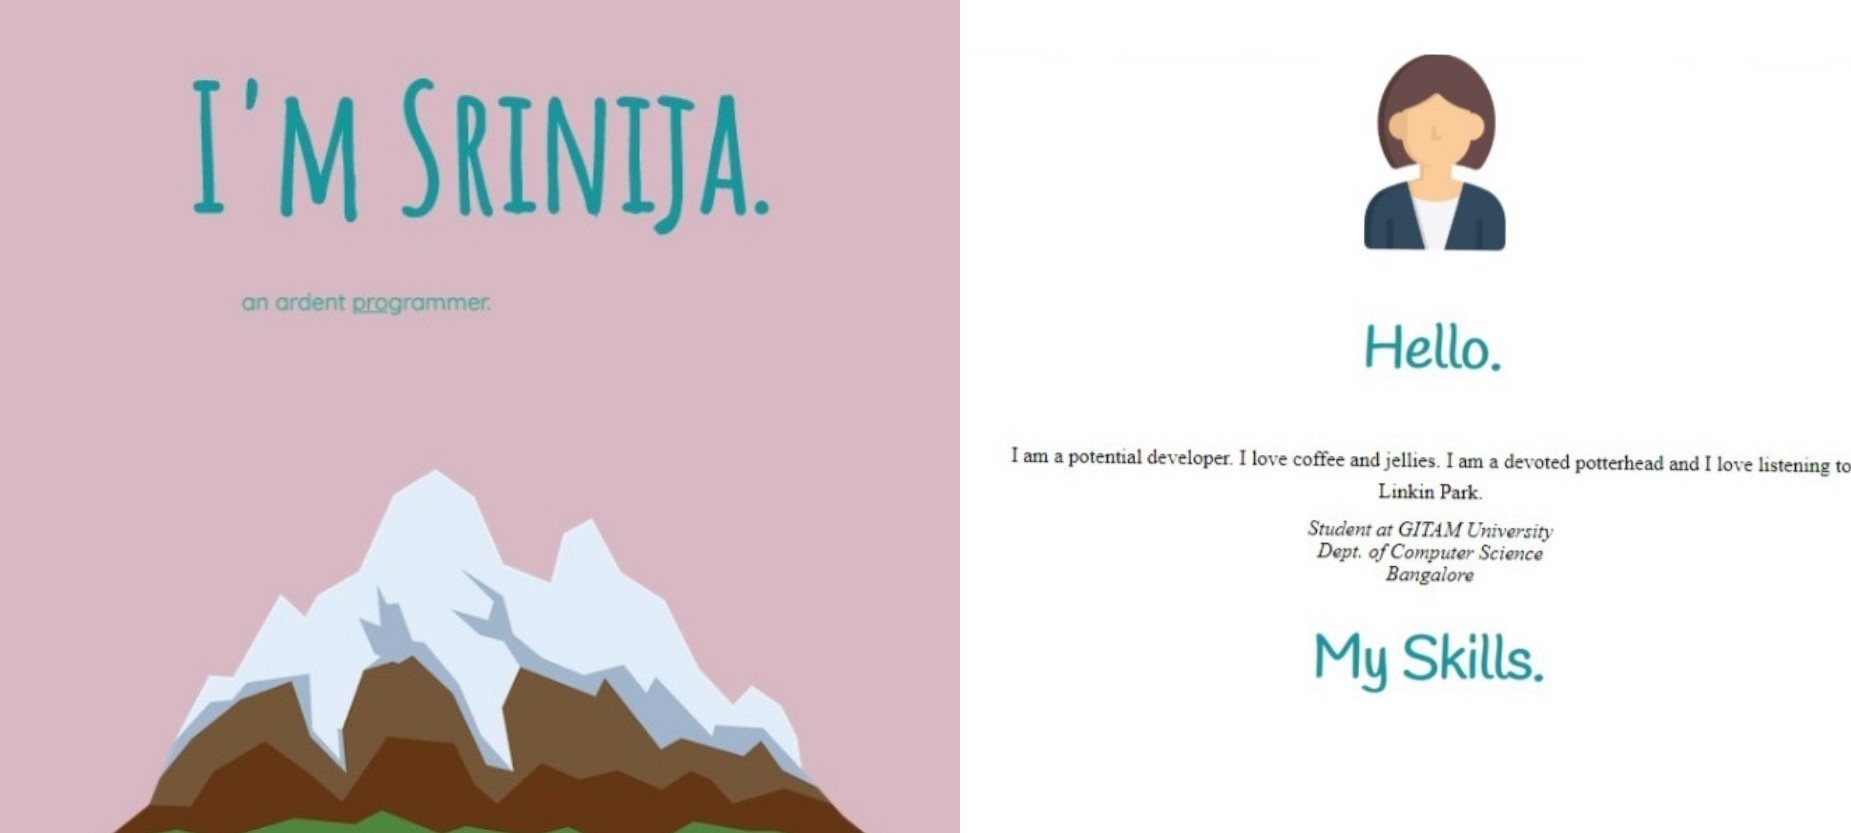 I'm Srinija.
an ardent programmer.
Hello.
I am a potential developer. I love coffee and jellies. I am a devoted potterhead and I love listening to
Linkin Park.
Student at GITAM University
Dept. of Computer Science
Bangalore
My Skills.